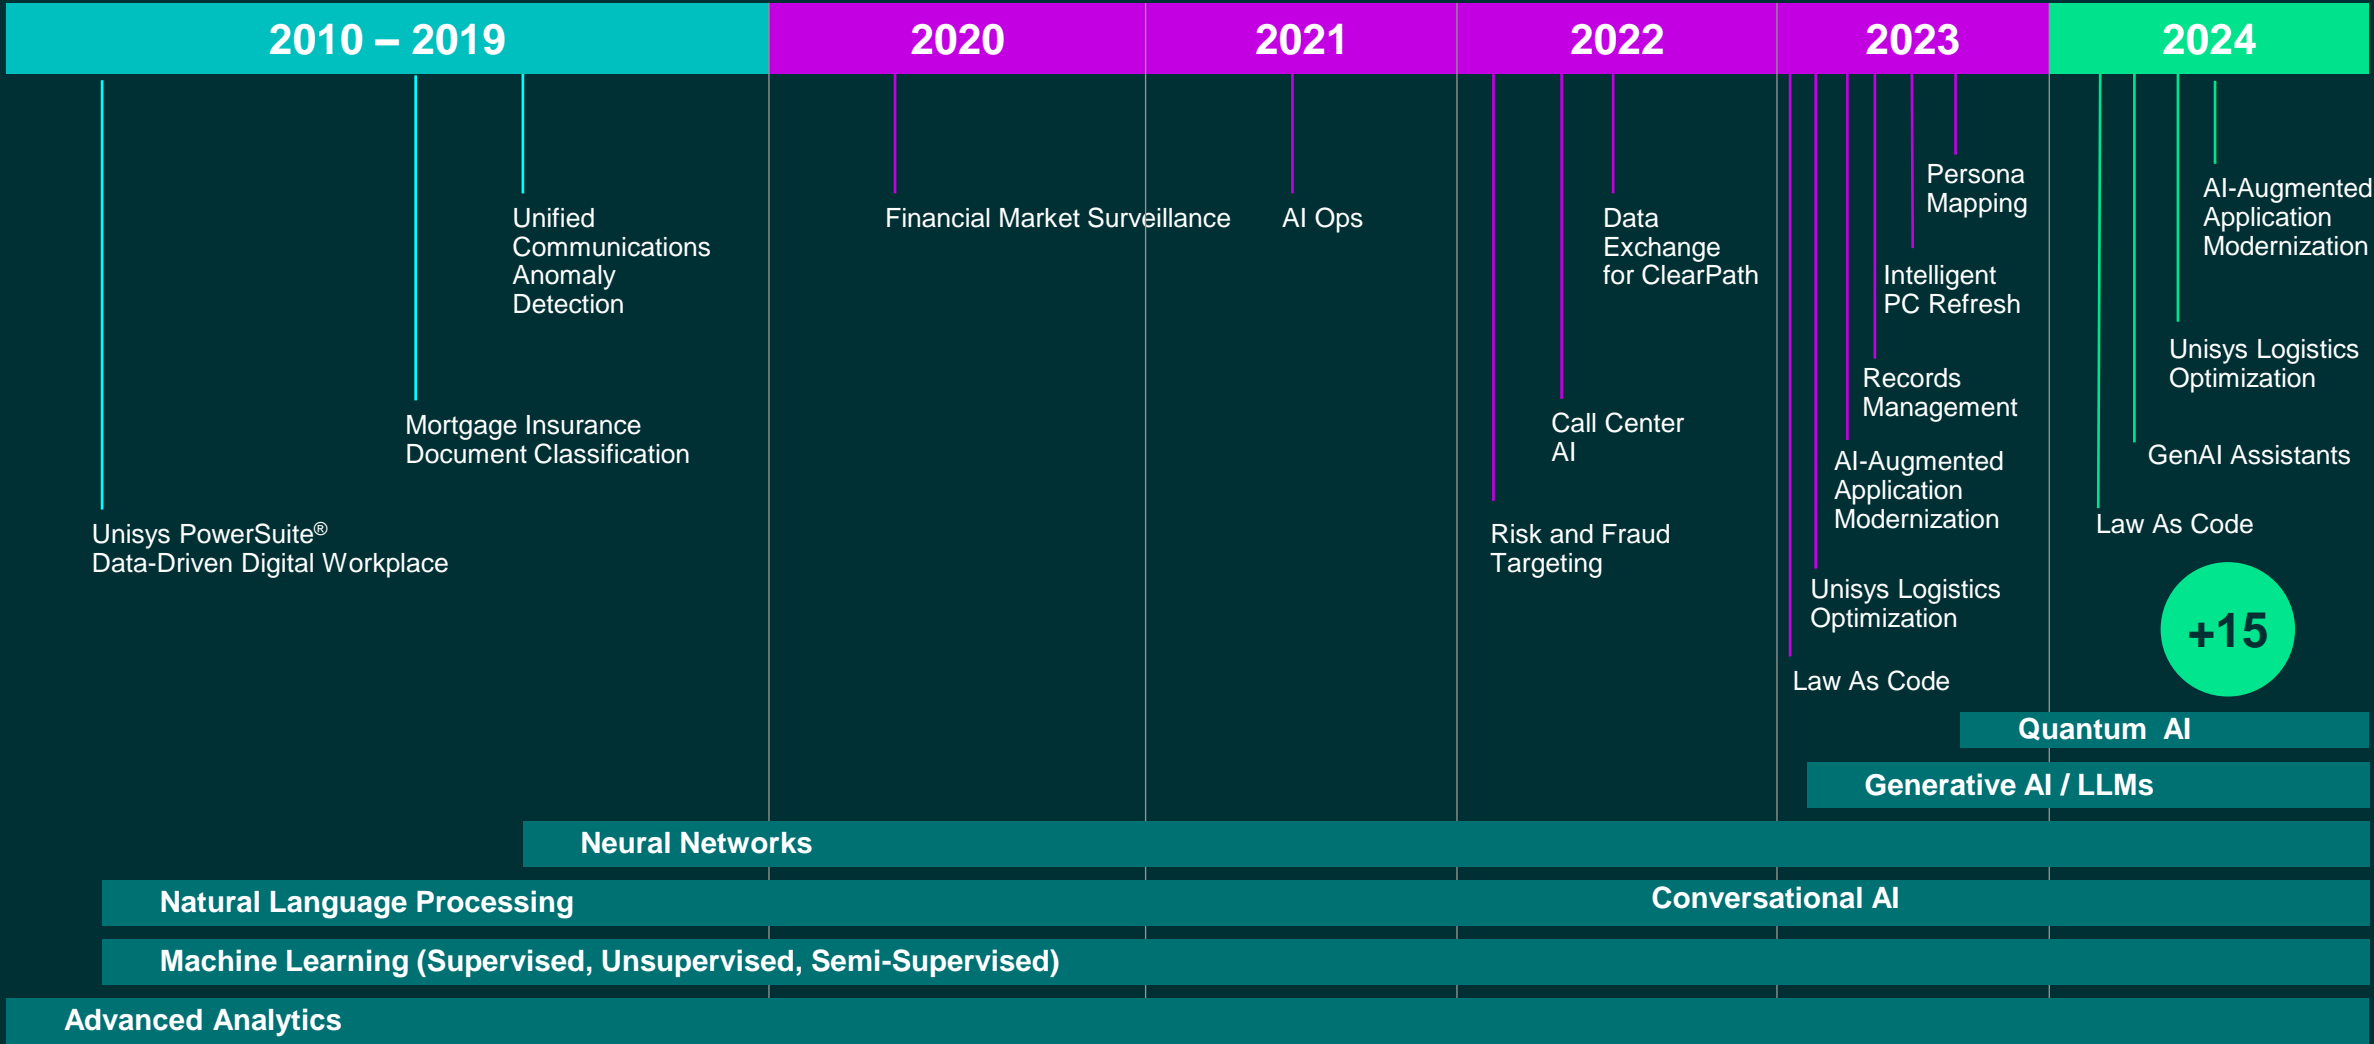 2010 – 2019
2020
2021
2022
2023
2024
Unified
Communications
Anomaly
Detection
Mortgage Insurance
Document Classification
Unisys PowerSuite®
Data-Driven Digital Workplace
Financial Market Surveillance
AI Ops
Data
Exchange
for ClearPath
Call Center
AI
Risk and Fraud
Targeting
Persona
Mapping
Intelligent
PC Refresh
Records
Management
AI-Augmented
Application
Modernization
Unisys Logistics
Optimization
Law As Code
AI-Augmented
Application
Modernization
Unisys Logistics
Optimization
GenAI Assistants
Law As Code
+15
Quantum AI
Generative AI / LLMs
Neural Networks
Natural Language Processing
Conversational AI
Machine Learning (Supervised, Unsupervised, Semi-Supervised)
Advanced Analytics